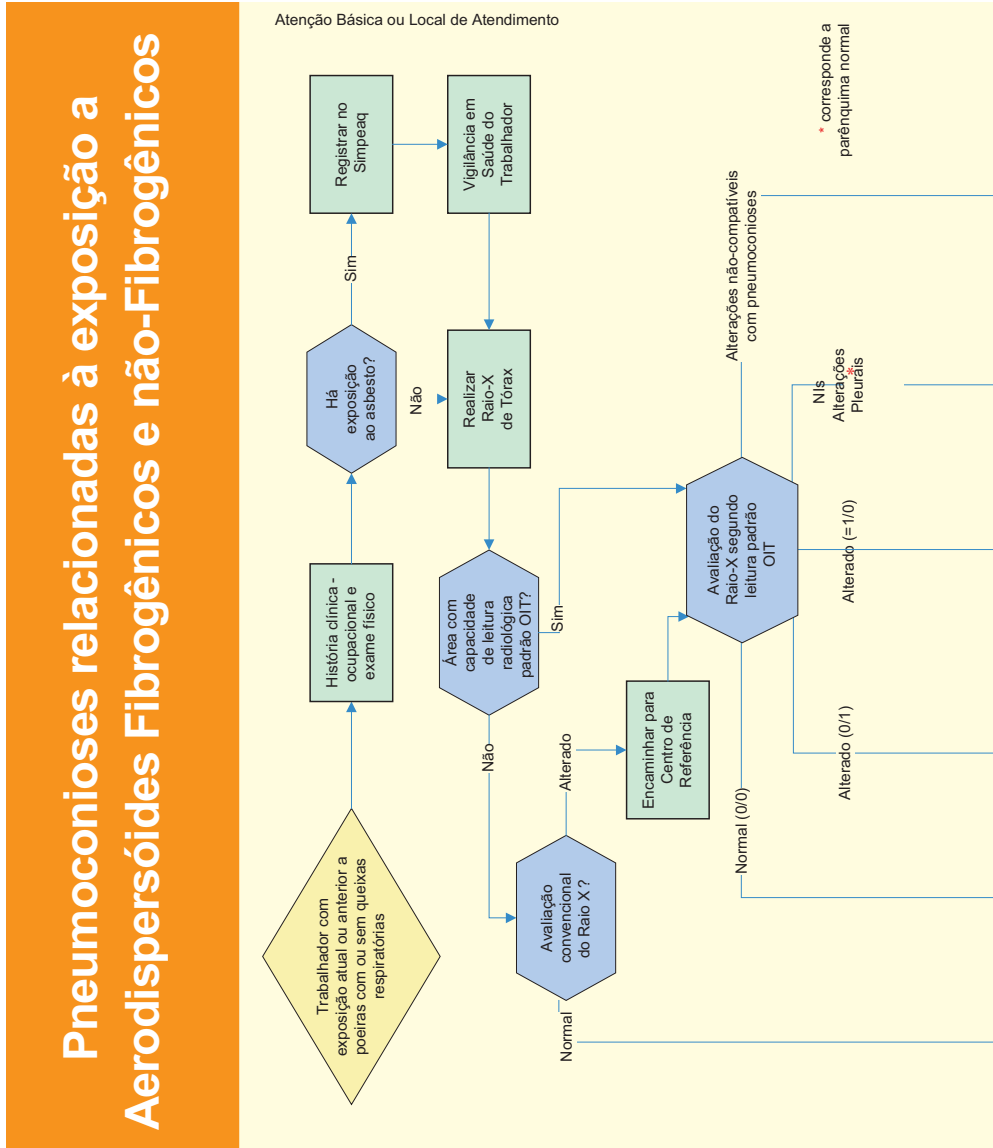 Pneumoconioses relacionadas à exposição a
Aerodispersóides Fibrogênicos e não-Fibrogênicos
Atenção Básica ou Local de Atendimento
Trabalhador com
exposição atual ou anterior a
poeiras com ou sem queixas
respiratórias
História clínica -
ocupacional e
exame físico
Há
exposição
ao asbesto?
Sim
Não
Registrar no
Simpeaq
Vigilância em
Saúde do
Trabalhador
Realizar
Raio-X
de Tórax
Área com
capacidade
de leitura
radiológica
padrão OIT?
Não
Sim
Avaliação
convencional
do Raio X ?
Normal
Alterado
Encaminhar para
Centro de
Referência
Avaliação do
Raio-X segundo
leitura padrão
OIT
Normal (0/0)
Alterado (0/1)
Alterado (=1/0)
NIs
Alterações
Pleurais
*
Alterações não-compatíveis
com pneumoconioses
* corresponde a
parênquima normal